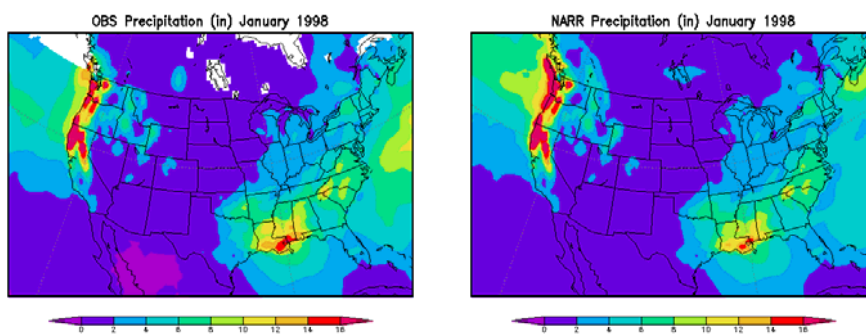 OBS Precipitation (in) January 1998
NARR Precipitation (in) January 1998
0 2 4 6 8 10 12 14 16
0 2 4 6 8 10 12 14 16